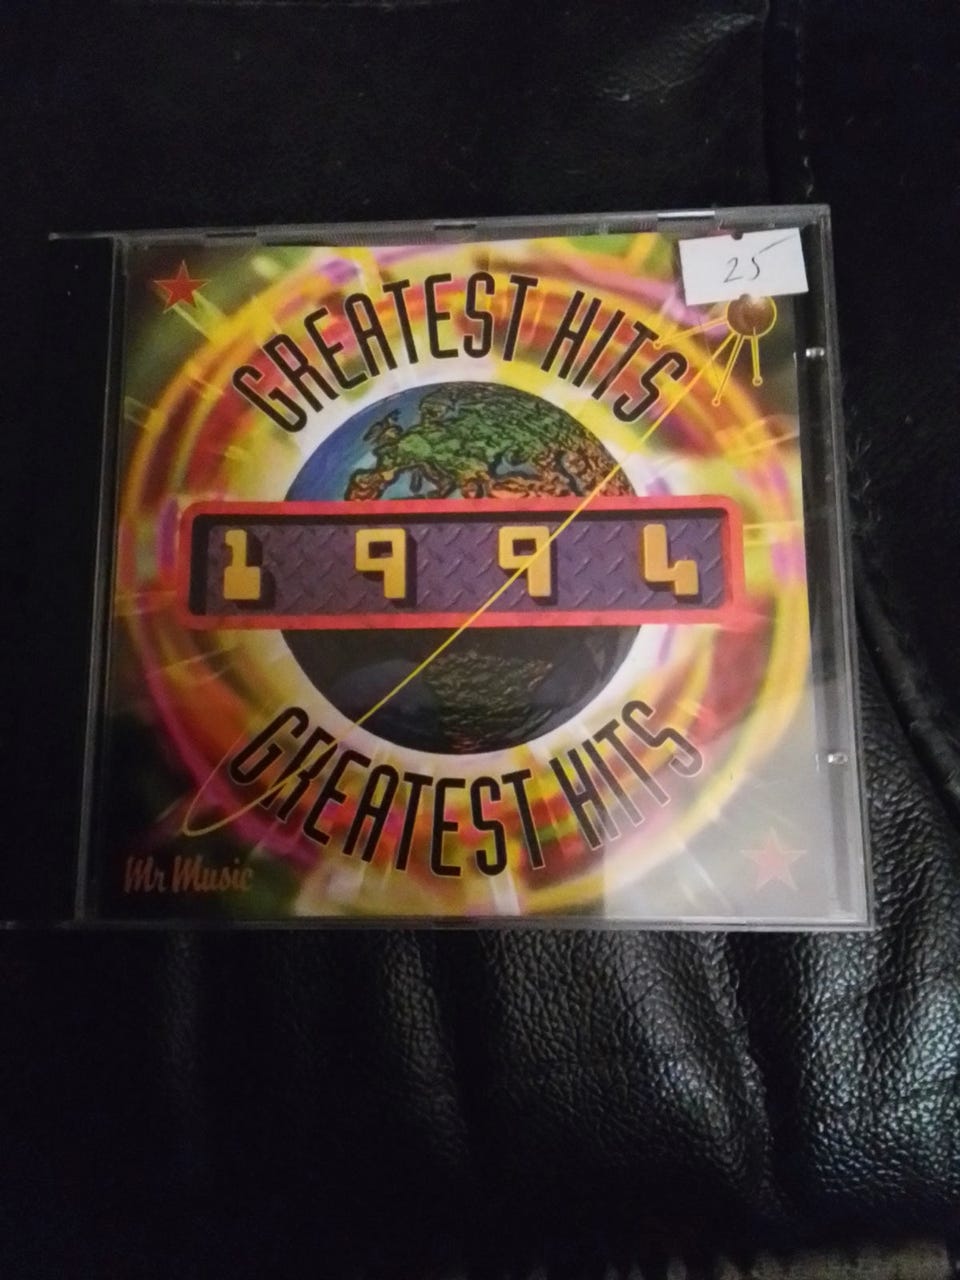 25
GREATEST HITS
1994
GREATEST HITS
Mr Music